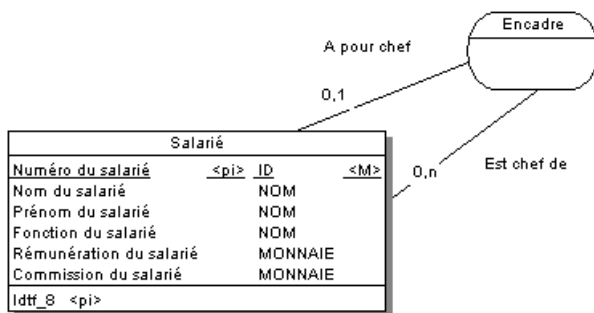 Encadre
A pour chef
0,1
Salarié
Numéro du salarié <pi> ID <M>
Nom du salarié NOM
Prénom du salarié NOM
Fonction du salarié NOM
Rémunération du salarié MONNAIE
Commission du salarié MONNAIE
Idtf_8 <pi>
0,n
Est chef de